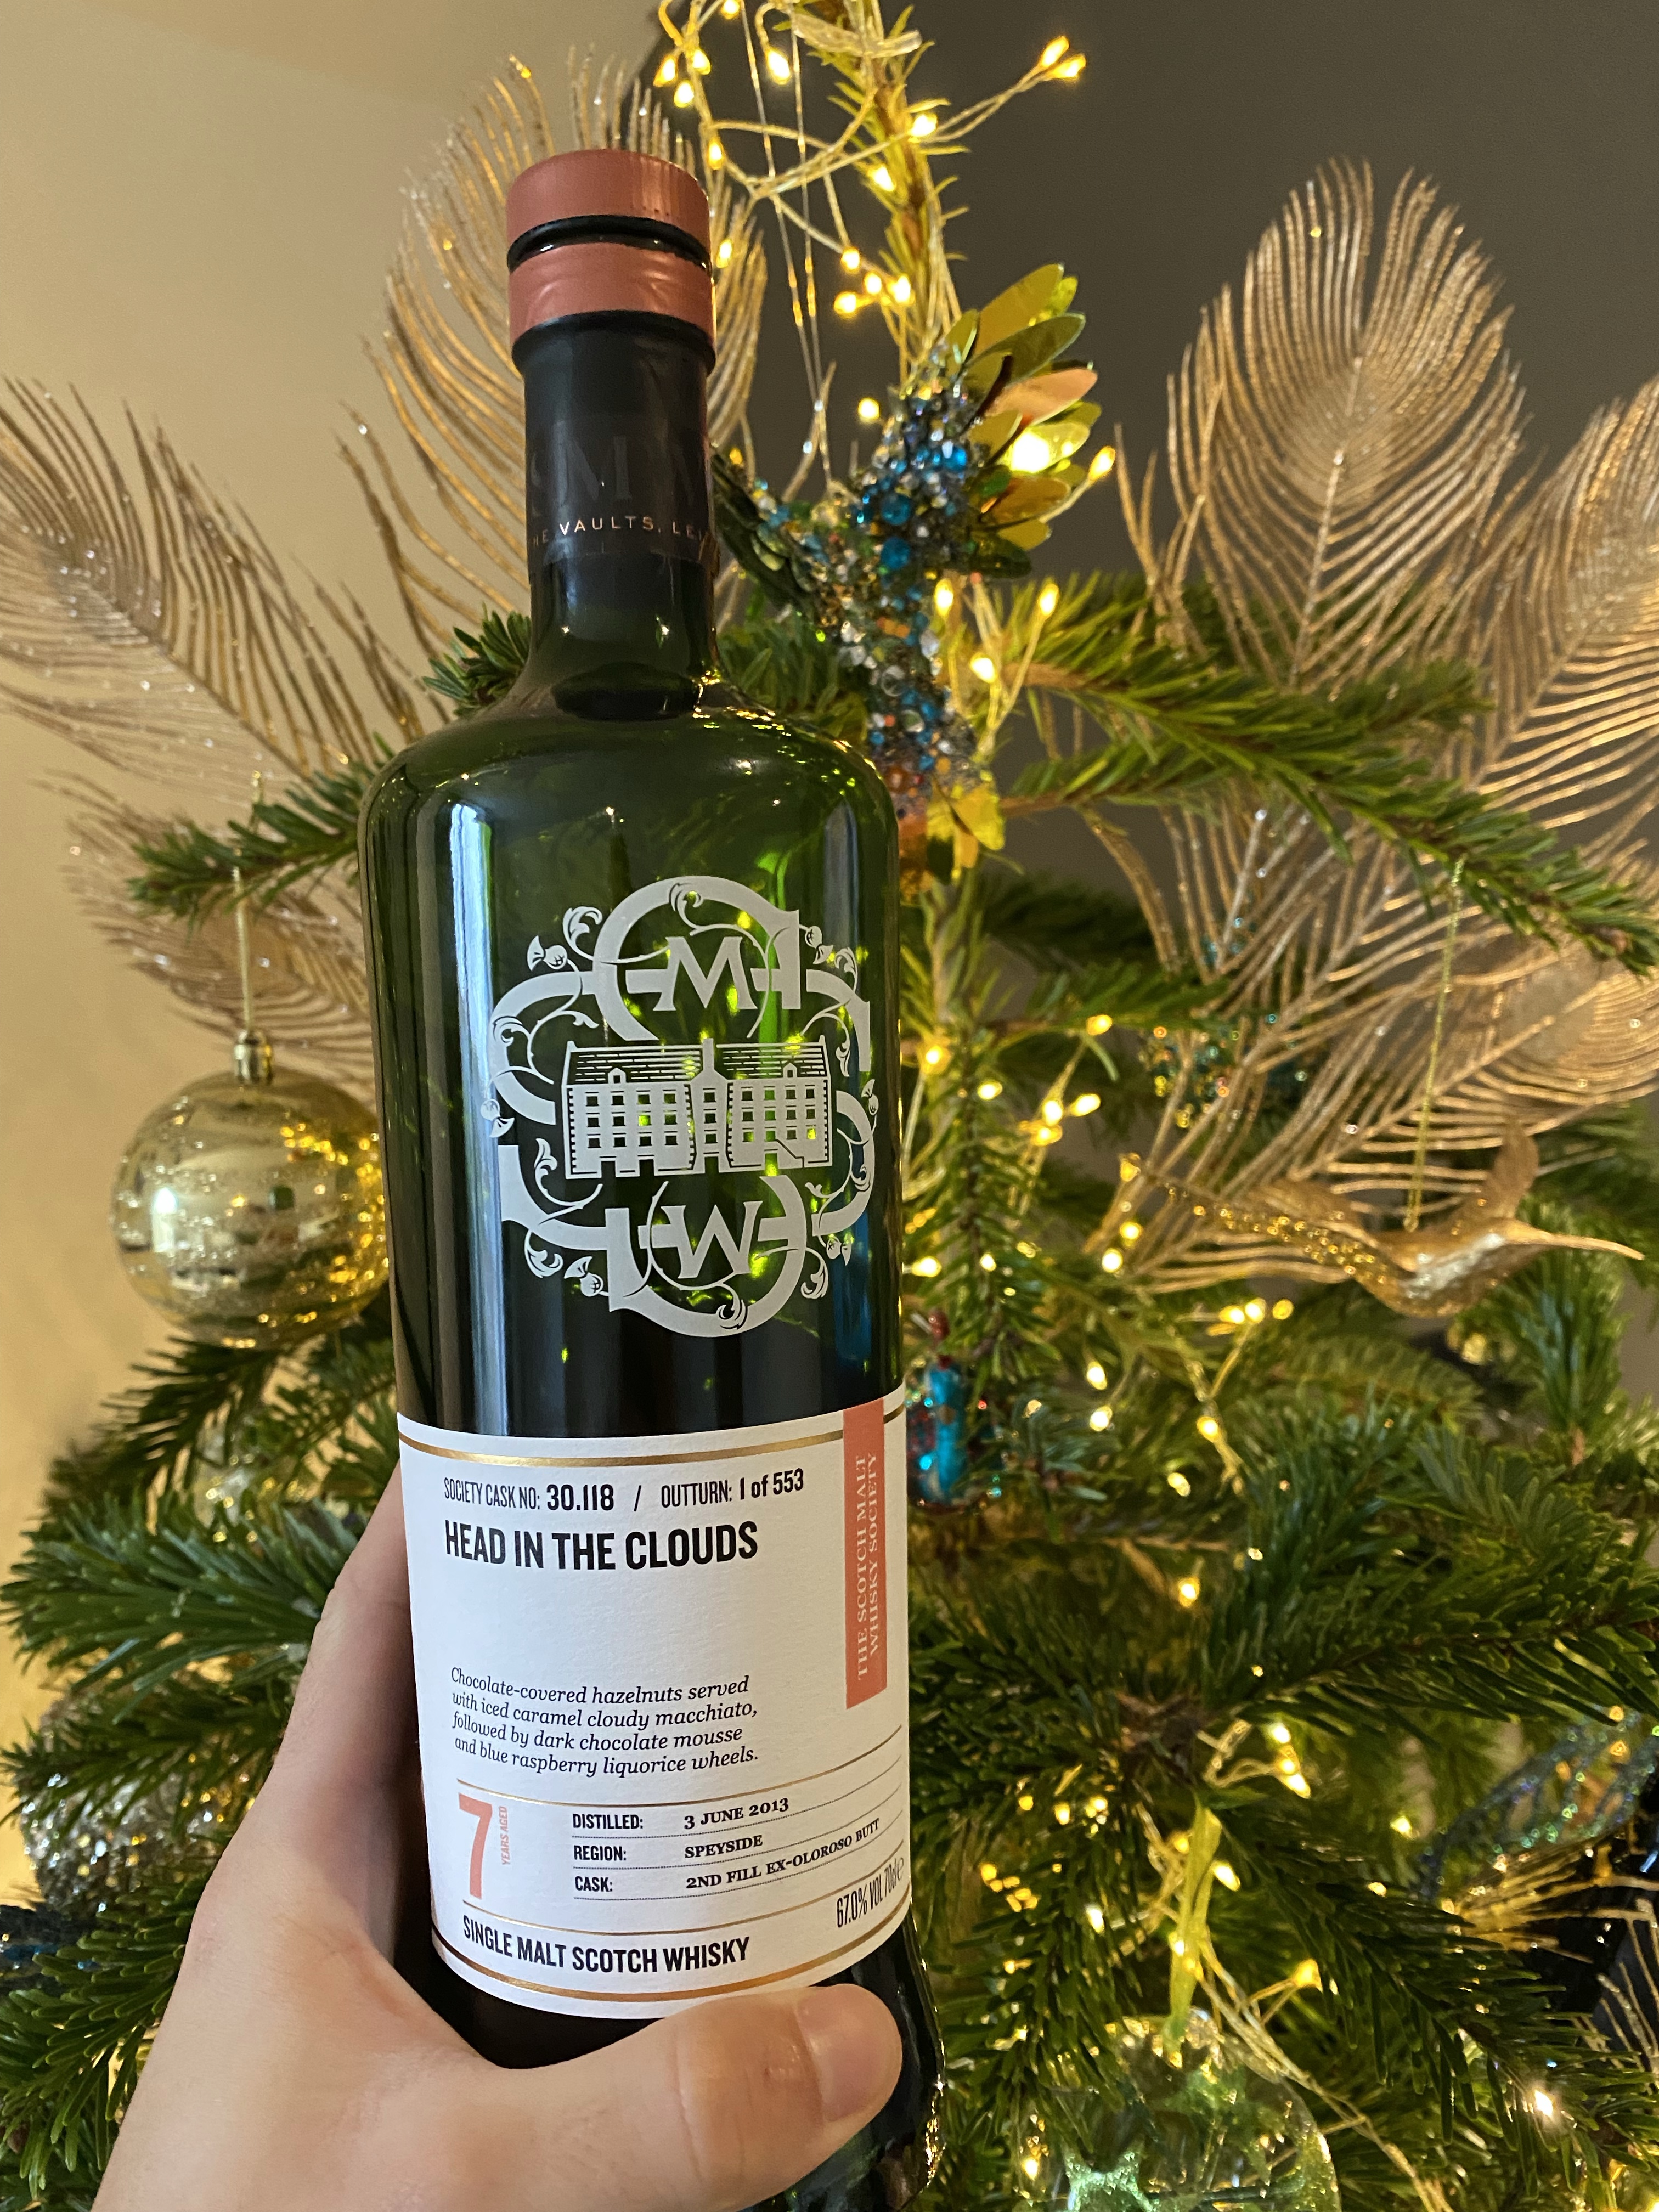 VAULTS,
M
W
SOCIETY CASK NO: 30.118 / OUTTURN: 1 of 553
HEAD IN THE CLOUDS
THE SCOTCH MALT
WHISKY SOCIETY
Chocolate-covered hazelnuts served
with iced caramel cloudy macchiato,
followed by dark chocolate mousse
and blue raspberry liquorice wheels.
7 YEARS AGED
DISTILLED: 3 JUNE 2013
REGION: SPEYSIDE
CASK: 2ND FILL EX-OLOROSO BUTT
67.0% VOL 70cl e
SINGLE MALT SCOTCH WHISKY